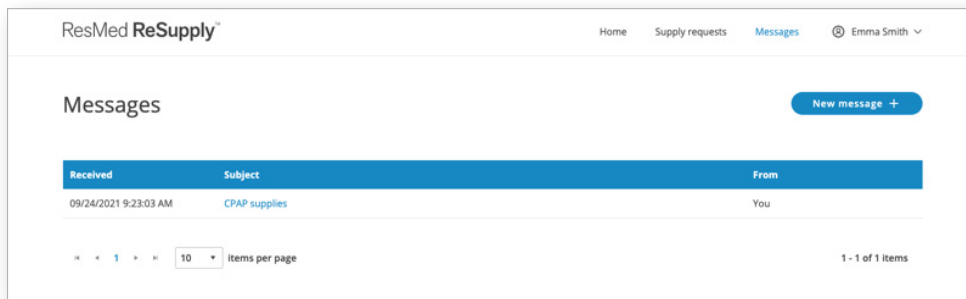 ResMed ReSupply™ Home Supply requests Messages Emma Smith
Messages New message +
Received Subject From
09/24/2021 9:23:03 AM CPAP supplies You
1 10 items per page 1 - 1 of 1 items